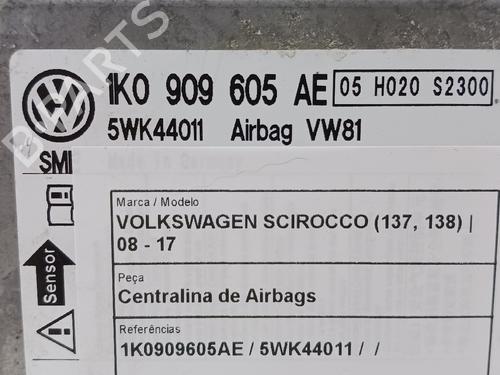 1K0 909 605 AE 05 H020 S2300
5WK44011 Airbag VW81
SMI
Made in Germany
Sensor
Marca / Modelo
VOLKSWAGEN SCIROCCO (137, 138) |
08 - 17
Peça
Centralina de Airbags
Referências
1K0909605AE / 5WK44011 / /